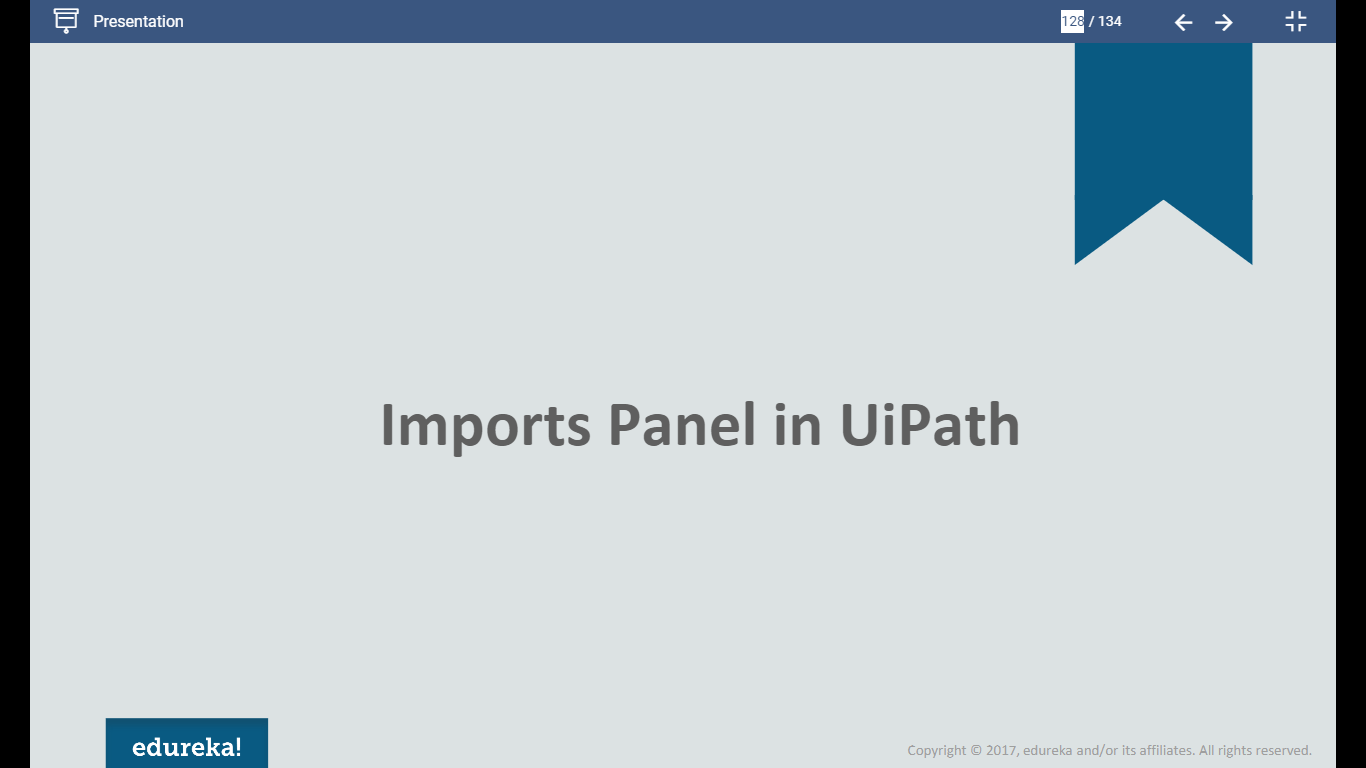 Presentation
128 / 134
Imports Panel in UiPath
edureka!
Copyright © 2017, edureka and/or its affiliates. All rights reserved.